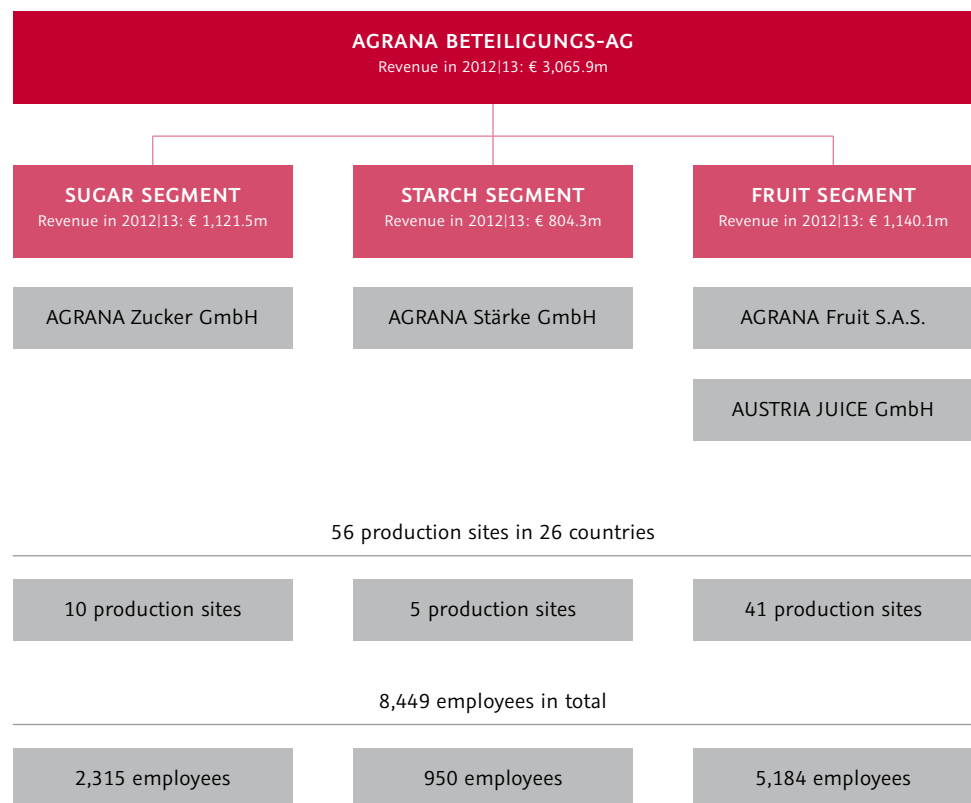 AGRANA BETEILIGUNGS-AG
Revenue in 2012|13: € 3,065.9m
SUGAR SEGMENT
Revenue in 2012|13: € 1,121.5m
STARCH SEGMENT
Revenue in 2012|13: € 804.3m
FRUIT SEGMENT
Revenue in 2012|13: € 1,140.1m
AGRANA Zucker GmbH
AGRANA Stärke GmbH
AGRANA Fruit S.A.S.
AUSTRIA JUICE GmbH
56 production sites in 26 countries
10 production sites
5 production sites
41 production sites
8,449 employees in total
2,315 employees
950 employees
5,184 employees